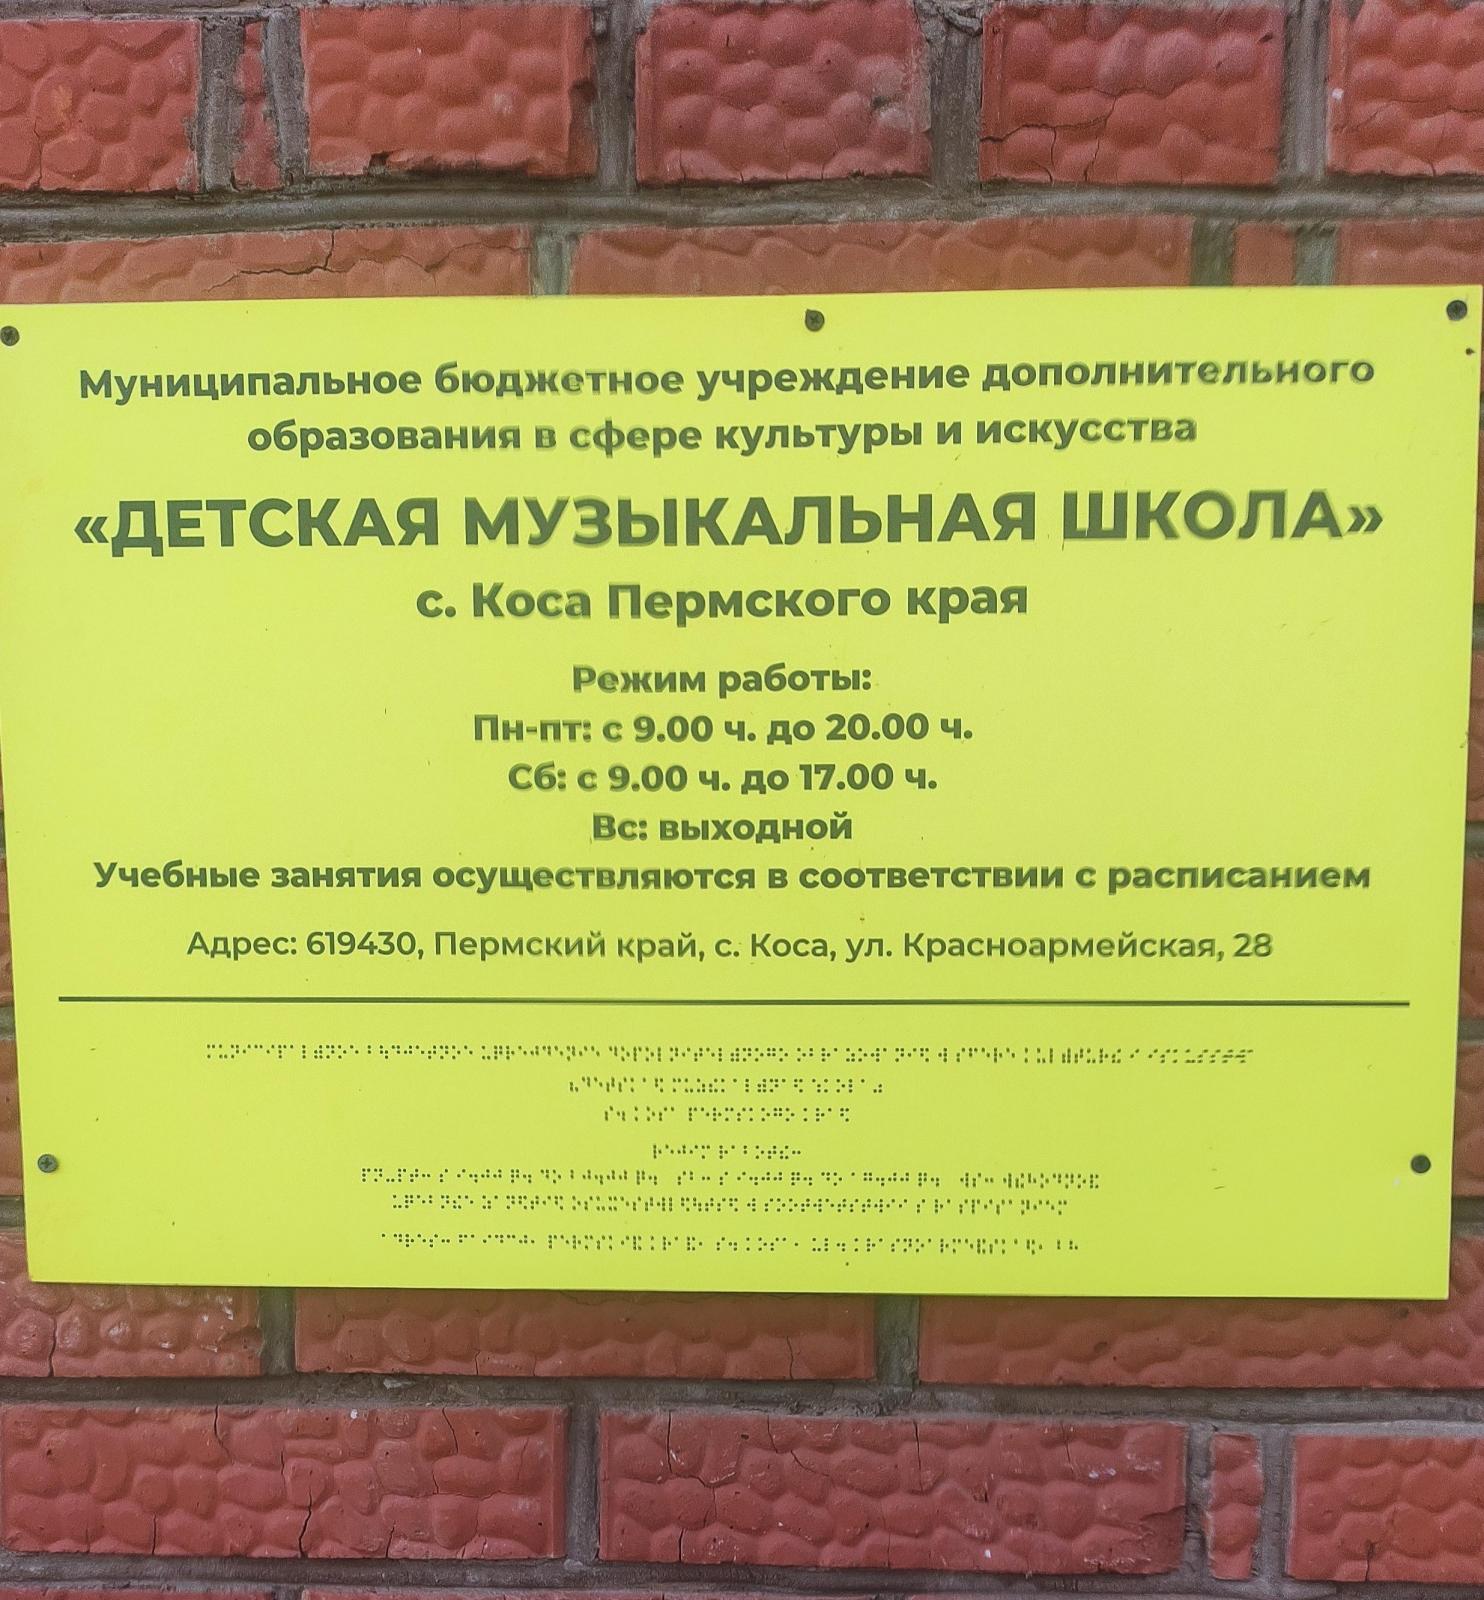 Муниципальное бюджетное учреждение дополнительного
образования в сфере культуры и искусства
«ДЕТСКАЯ МУЗЫКАЛЬНАЯ ШКОЛА»
с. Коса Пермского края
Режим работы:
Пн-пт: с 9.00 ч. до 20.00 ч.
Сб: с 9.00 ч. до 17.00 ч.
Вс: выходной
Учебные занятия осуществляются в соответствии с расписанием
Адрес: 619430, Пермский край, с. Коса, ул. Красноармейская, 28